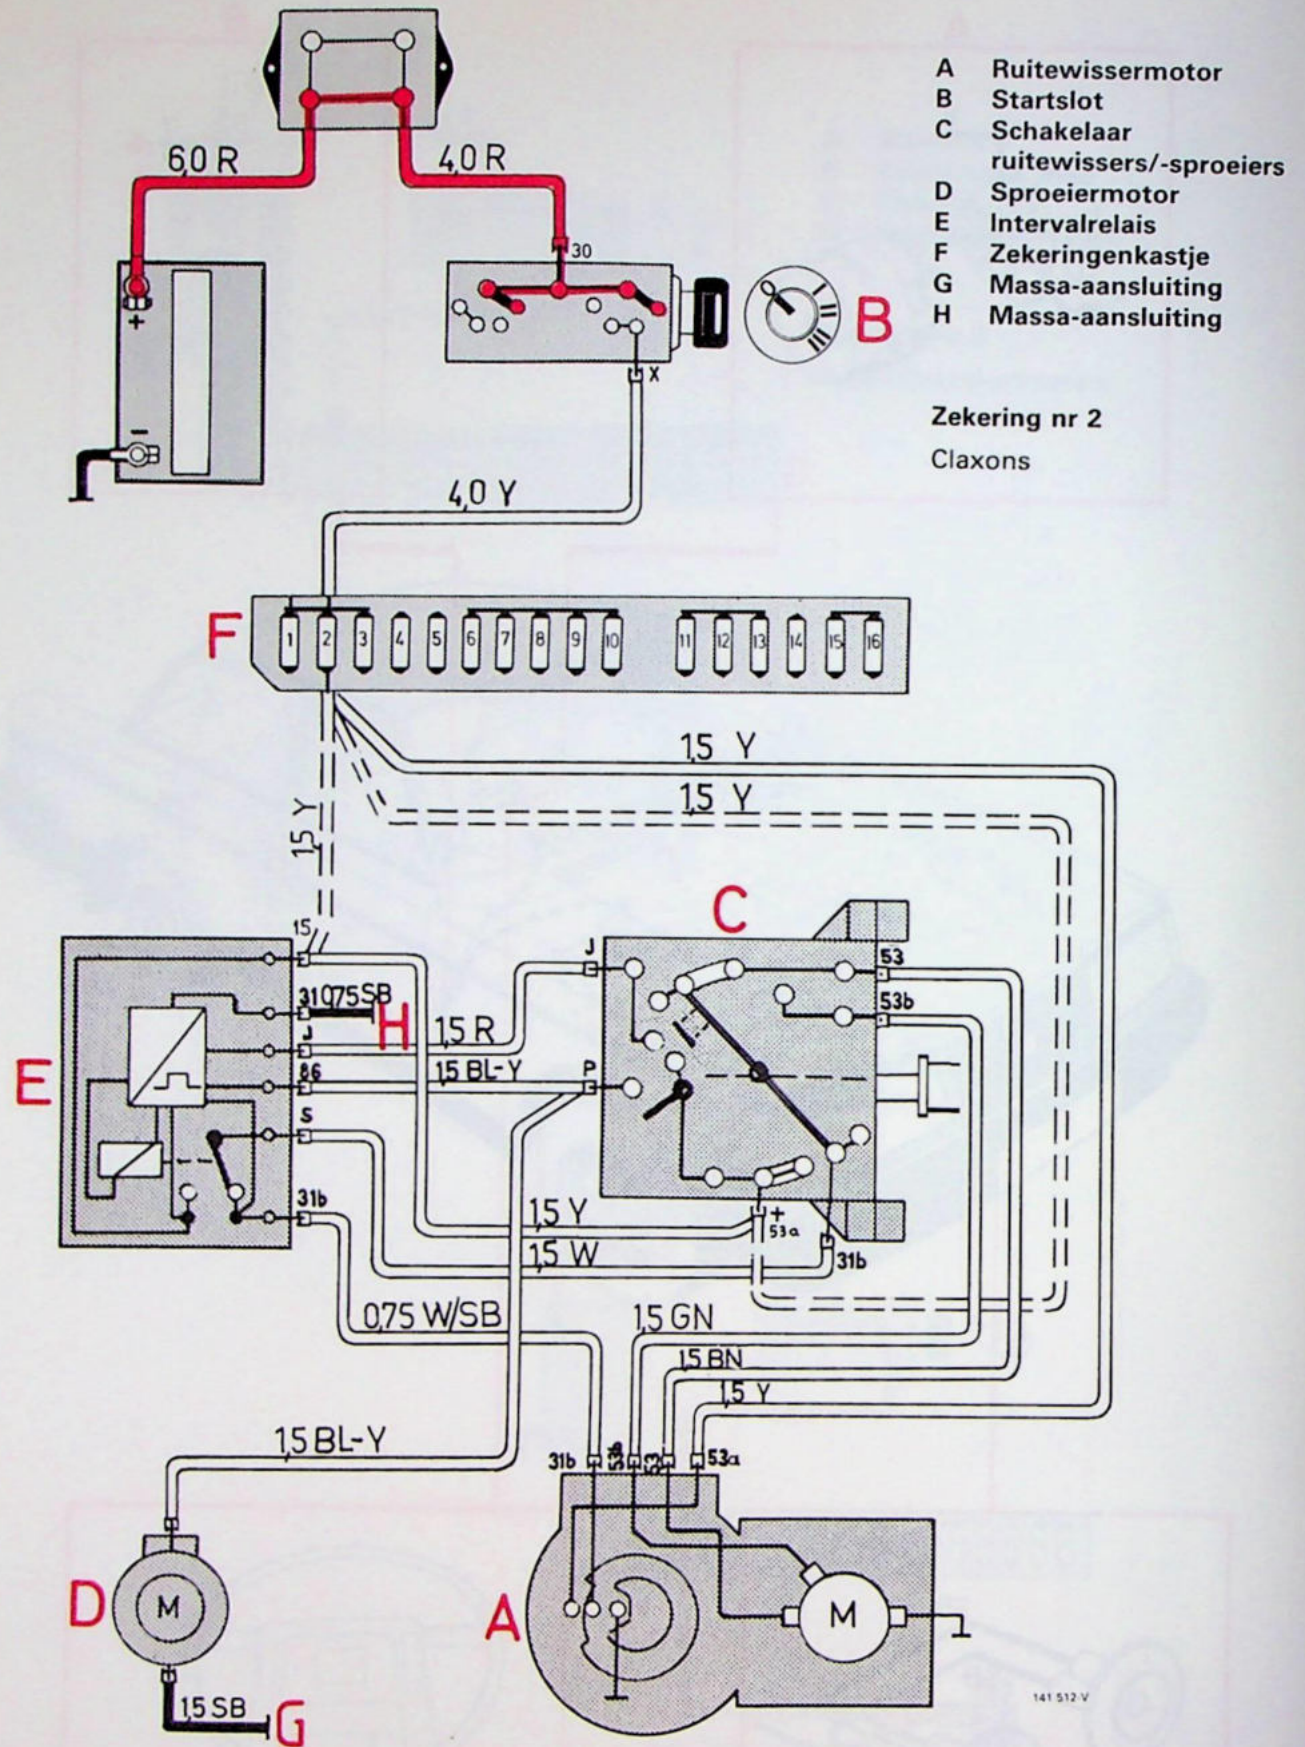 A Ruitewissermotor
B Startslot
C Schakelaar
ruitewissers/-sproeiers
D Sproeiermotor
E Intervalrelais
F Zekeringenkastje
G Massa-aansluiting
H Massa-aansluiting
Zekering nr 2
Claxons
6,0 R
4,0 R
30
+
-
0 I II III
B
X
4,0 Y
F
1 2 3 4 5 6 7 8 9 10 11 12 13 14 15 16
1,5 Y
1,5 Y
1,5 Y
C
15
J
53
31 0,75 SB
H
53b
J
1,5 R
E
86
1,5 BL-Y
P
S
31b
1,5 Y
+
53a
1,5 W
31b
0,75 W/SB
1,5 GN
1,5 BN
1,5 Y
1,5 BL-Y
31b
53b
53
53a
D
M
A
M
1,5 SB
G
141 512-V